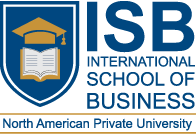 ISB
INTERNATIONAL
SCHOOL OF
BUSINESS
North American Private University